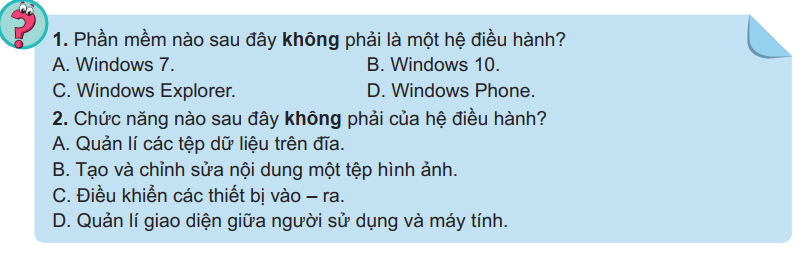 1. Phần mềm nào sau đây không phải là một hệ điều hành?
A. Windows 7. B. Windows 10.
C. Windows Explorer. D. Windows Phone.
2. Chức năng nào sau đây không phải của hệ điều hành?
A. Quản lí các tệp dữ liệu trên đĩa.
B. Tạo và chỉnh sửa nội dung một tệp hình ảnh.
C. Điều khiển các thiết bị vào – ra.
D. Quản lí giao diện giữa người sử dụng và máy tính.